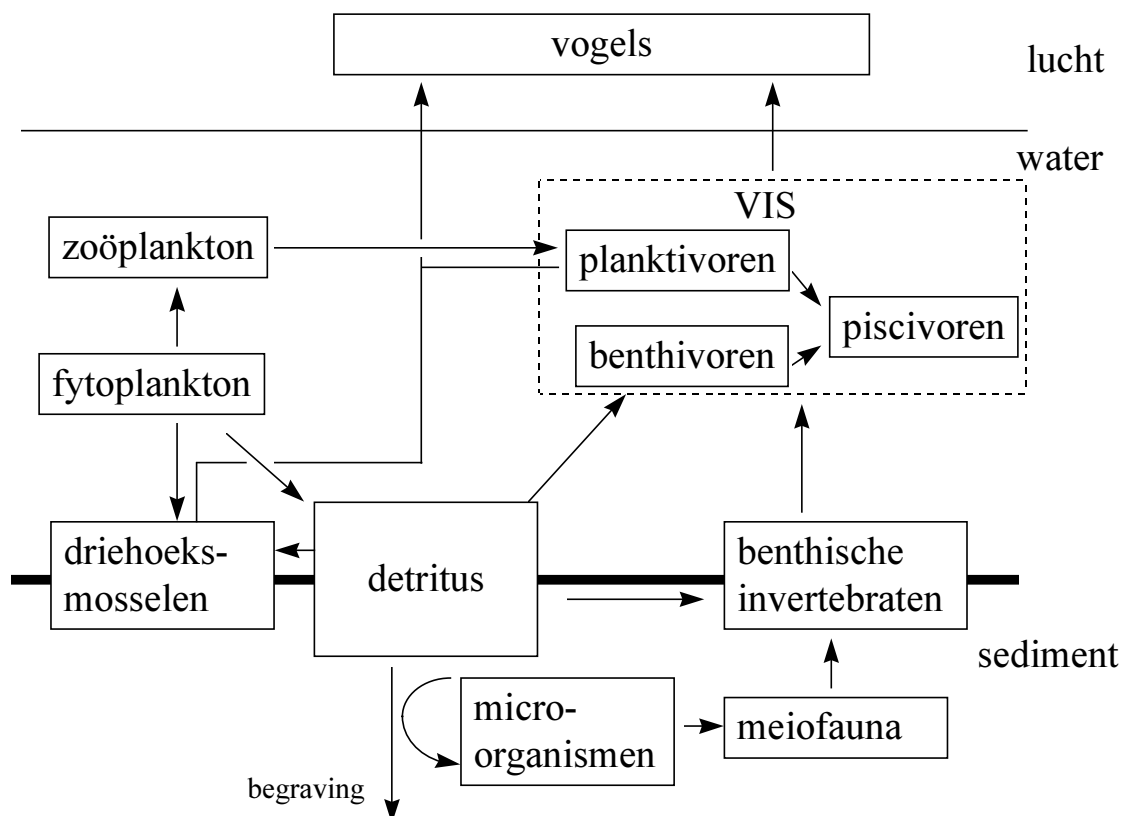 vogels
lucht
water
VIS
zoöplankton
planktivoren
piscivoren
benthivoren
fytoplankton
driehoeks-
mosselen
detritus
benthische
invertebraten
sediment
micro-
organismen
meiofauna
begraving